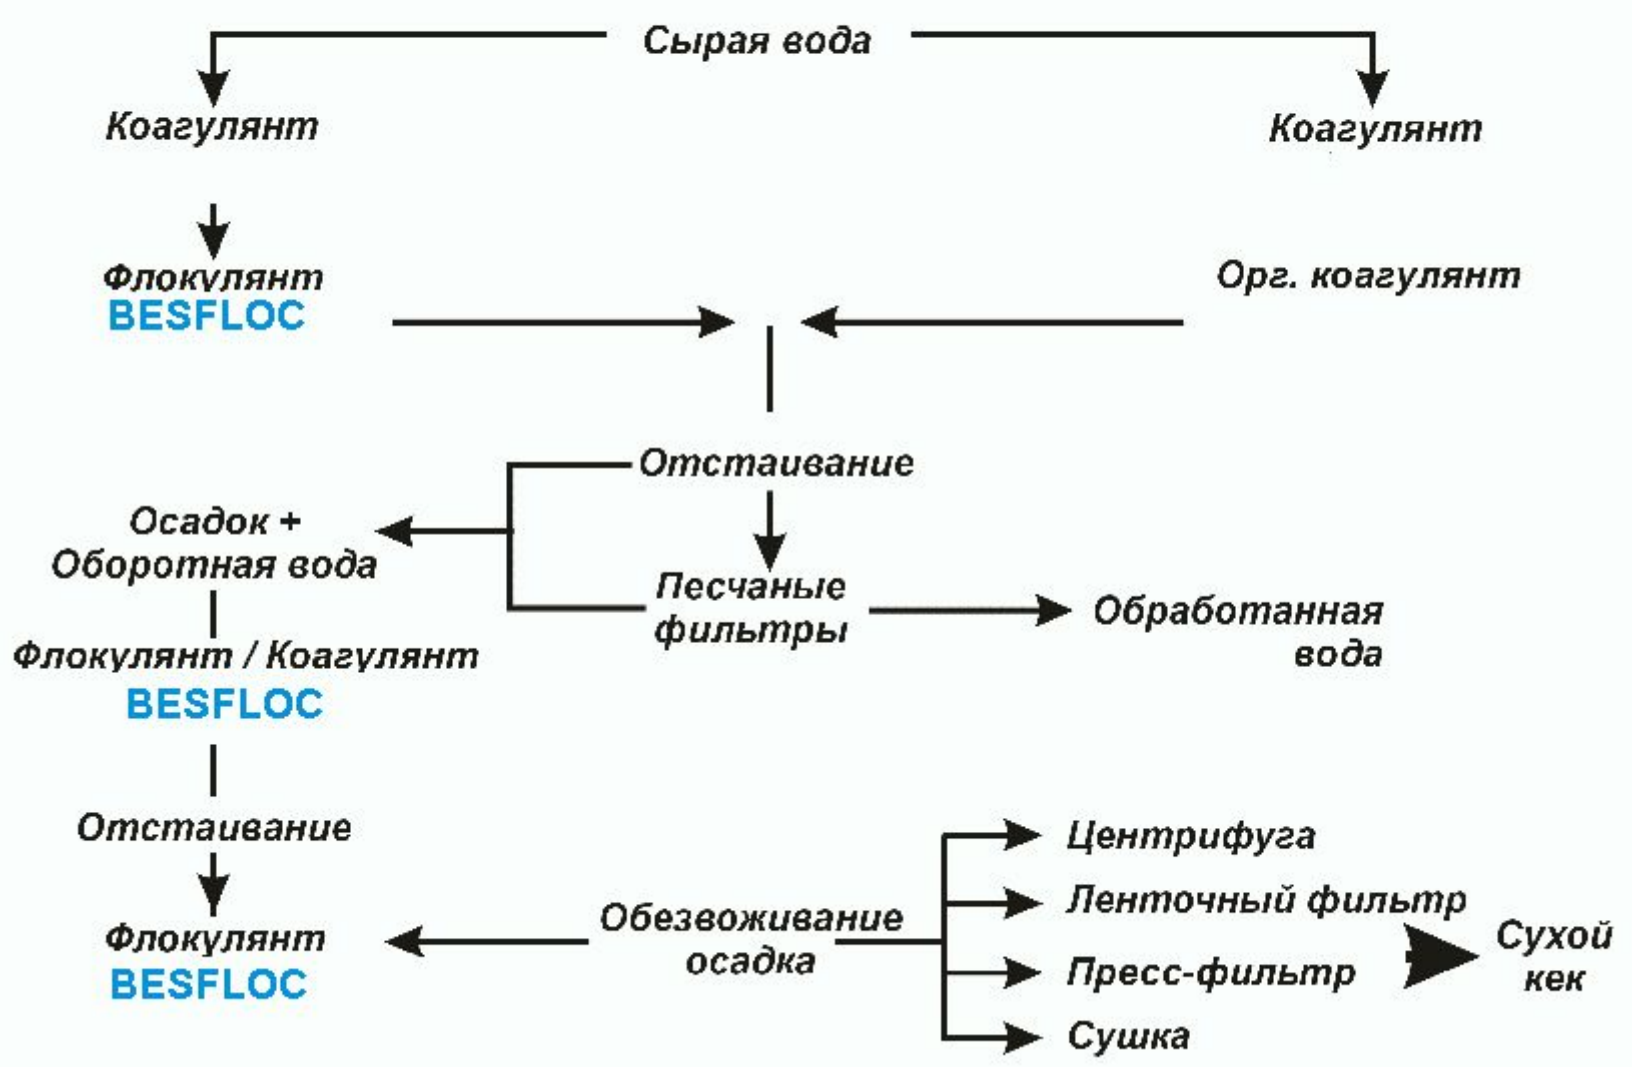 Сырая вода
Коагулянт
Коагулянт
Флокулянт
BESFLOC
Орг. коагулянт
Отстаивание
Осадок +
Оборотная вода
Песчаные
фильтры
Обработанная
вода
Флокулянт / Коагулянт
BESFLOC
Отстаивание
Флокулянт
BESFLOC
Обезвоживание
осадка
Центрифуга
Ленточный фильтр
Пресс-фильтр
Сушка
Сухой
кек